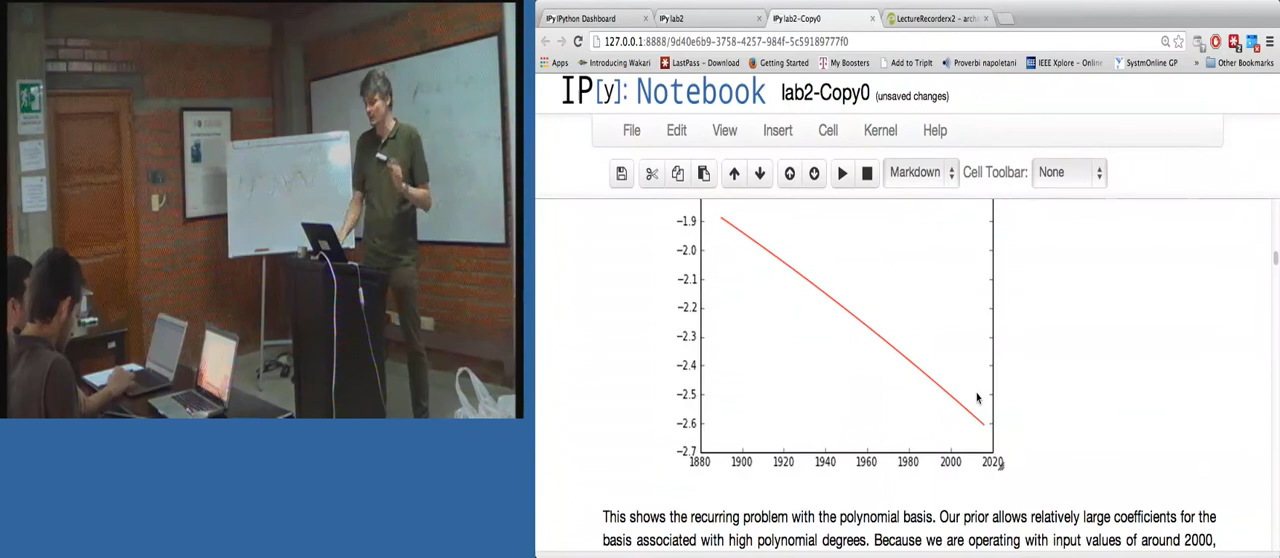 IPy IPython Dashboard
IPy lab2
IPy lab2-Copy0
LectureRecorderx2 - arch
127.0.0.1:8888/9d40e6b9-3758-4257-984f-5c59189777f0
Apps
Introducing Wakari
LastPass – Download
Getting Started
My Boosters
Add to TripIt
Proverbi napoletani
IEEE Xplore - Online
SystmOnline GP
»
Other Bookmarks
IP[y]: Notebook lab2-Copy0 (unsaved changes)
File Edit View Insert Cell Kernel Help
Markdown Cell Toolbar: None
−1.9
−2.0
−2.1
−2.2
−2.3
−2.4
−2.5
−2.6
−2.7
1880 1900 1920 1940 1960 1980 2000 2020
This shows the recurring problem with the polynomial basis. Our prior allows relatively large coefficients for the
basis associated with high polynomial degrees. Because we are operating with input values of around 2000,